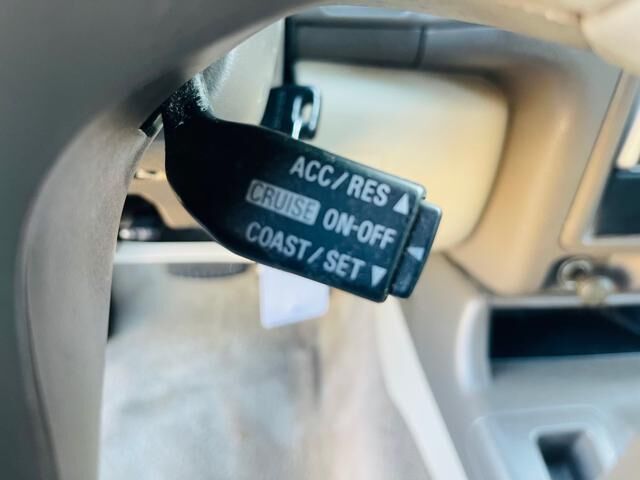 ACC/RES ▲
CRUISE ON-OFF ◀
COAST/SET ▼